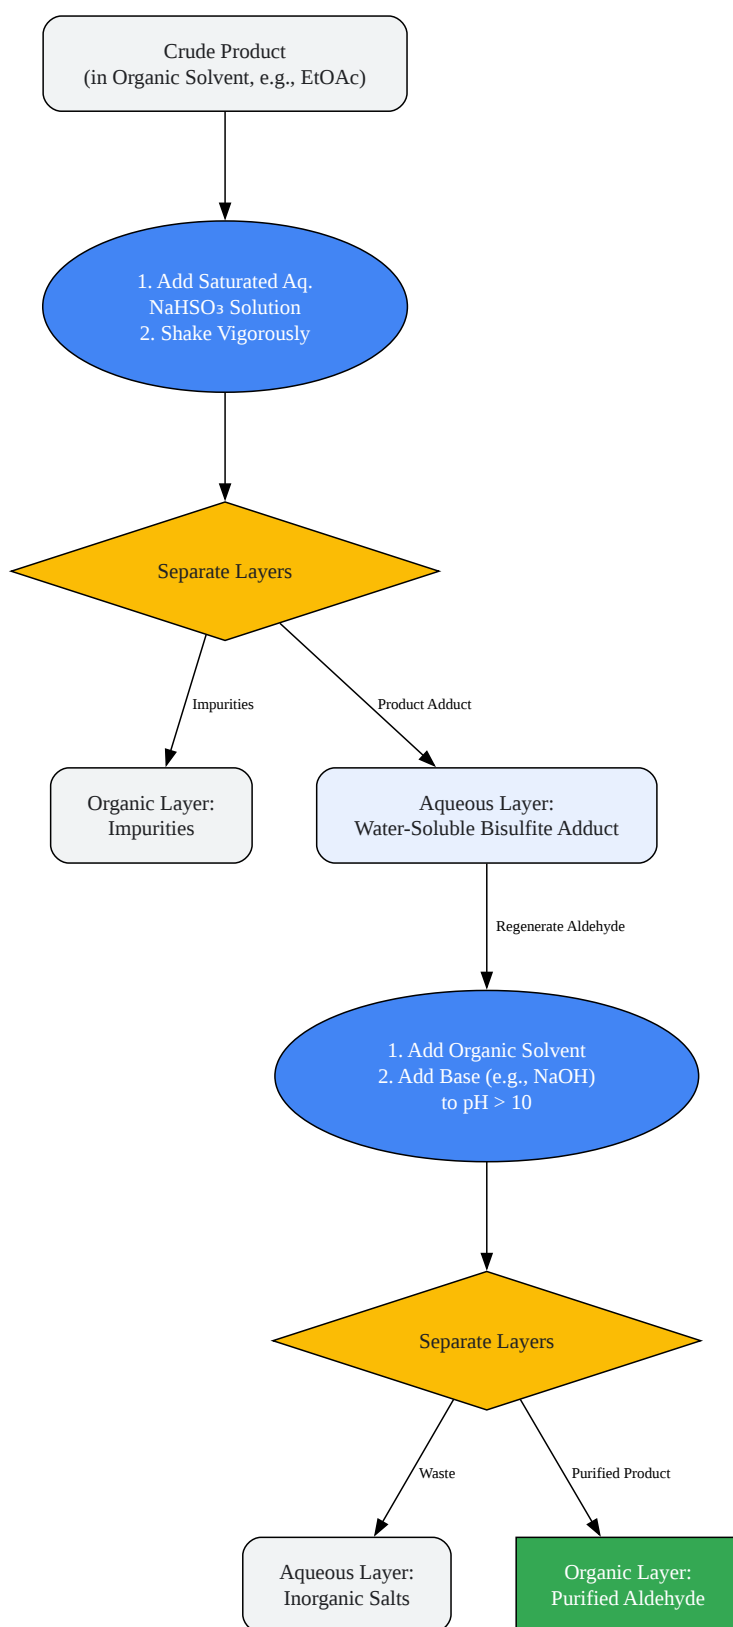 Crude Product
(in Organic Solvent, e.g., EtOAc)
1. Add Saturated Aq.
NaHSO₃ Solution
2. Shake Vigorously
Separate Layers
Impurities
Product Adduct
Organic Layer:
Impurities
Aqueous Layer:
Water-Soluble Bisulfite Adduct
Regenerate Aldehyde
1. Add Organic Solvent
2. Add Base (e.g., NaOH)
to pH > 10
Separate Layers
Waste
Purified Product
Aqueous Layer:
Inorganic Salts
Organic Layer:
Purified Aldehyde